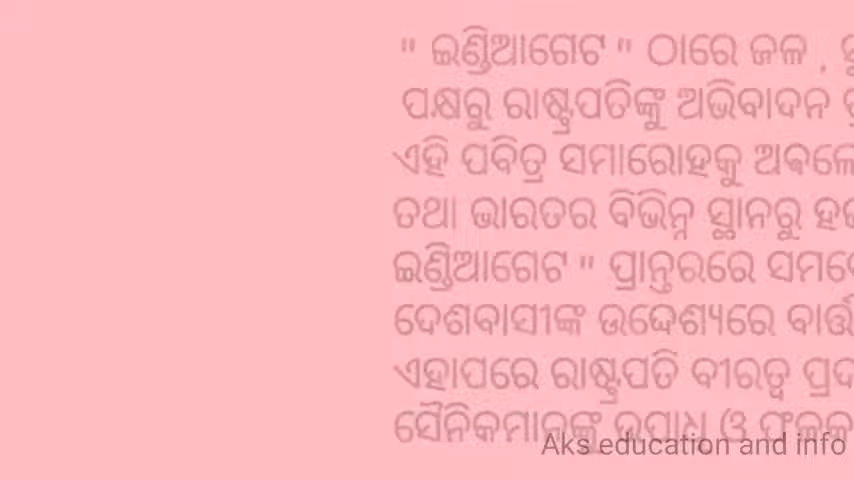 " ଇଣ୍ଡିଆଗେଟ " ଠାରେ ଜଳ ,
ପକ୍ଷରୁ ରାଷ୍ଟ୍ରପତିଙ୍କୁ ଅଭିବାଦନ
ଏହି ପବିତ୍ର ସମାରୋହକୁ
ତଥା ଭାରତର ବିଭିନ୍ନ ସ୍ଥାନରୁ
ଇଣ୍ଡିଆଗେଟ " ପ୍ରାନ୍ତରରେ
ଦେଶବାସୀଙ୍କ ଉଦ୍ଦେଶ୍ୟରେ
ଏହାପରେ ରାଷ୍ଟ୍ରପତି ବୀରତ୍ୱ
ସୈନିକମାନଙ୍କୁ ଉପାଧି ଓ
Aks education and info